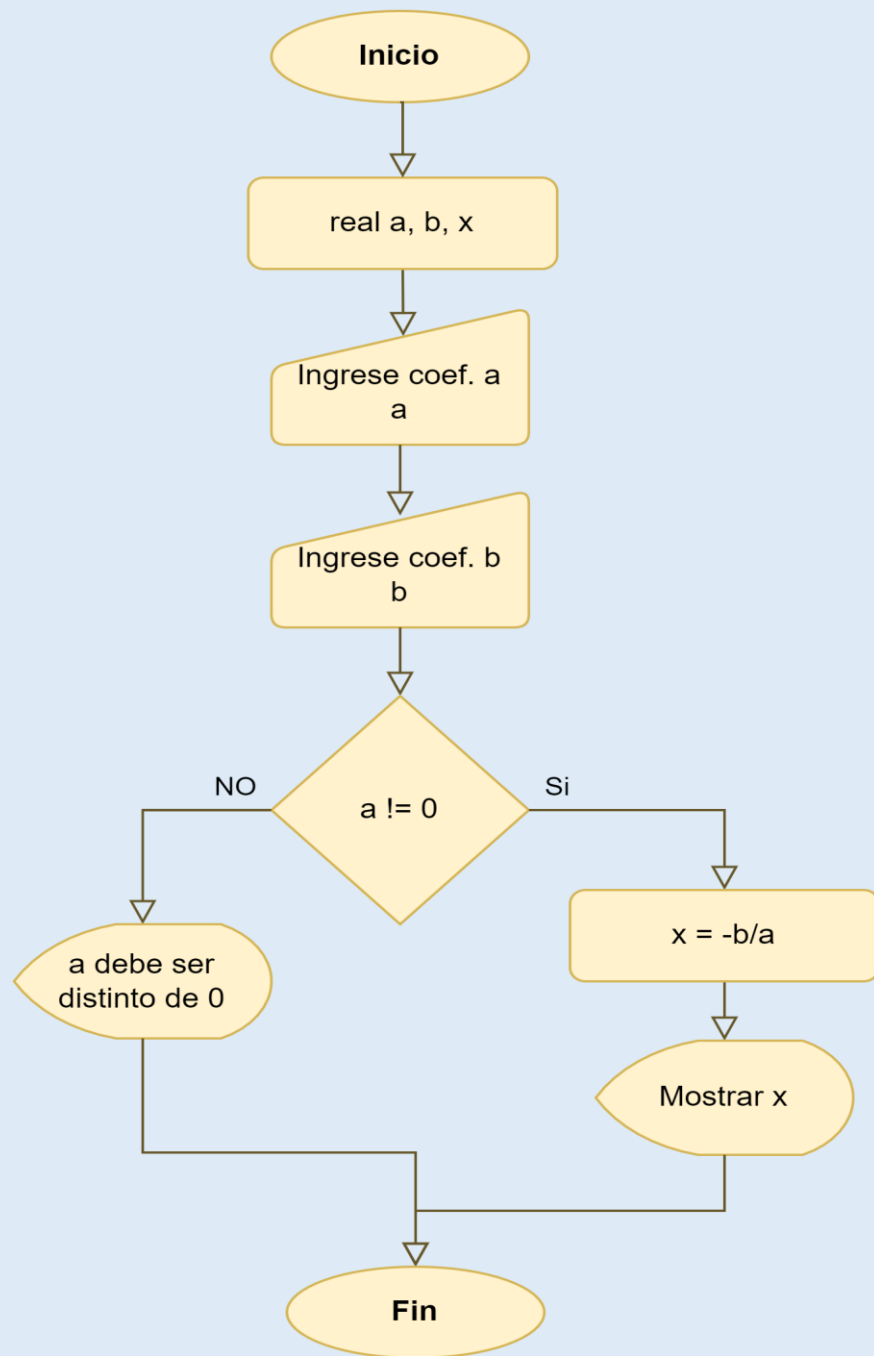 Inicio
real a, b, x
Ingrese coef. a
a
Ingrese coef. b
b
NO
Si
a != 0
x = -b/a
a debe ser
distinto de 0
Mostrar x
Fin